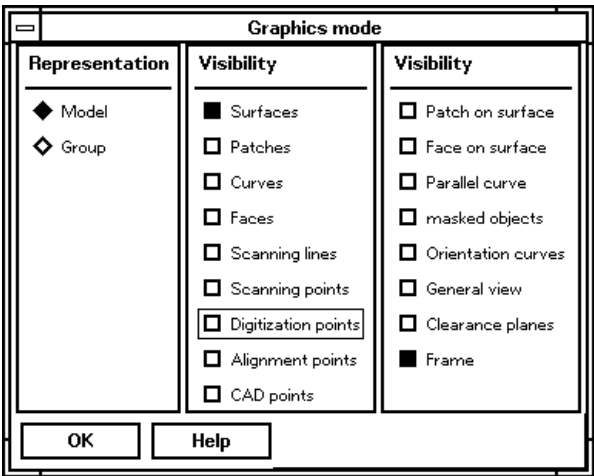 Graphics mode
Representation
Model
Group
Visibility
Surfaces
Patches
Curves
Faces
Scanning lines
Scanning points
Digitization points
Alignment points
CAD points
Visibility
Patch on surface
Face on surface
Parallel curve
masked objects
Orientation curves
General view
Clearance planes
Frame
OK
Help